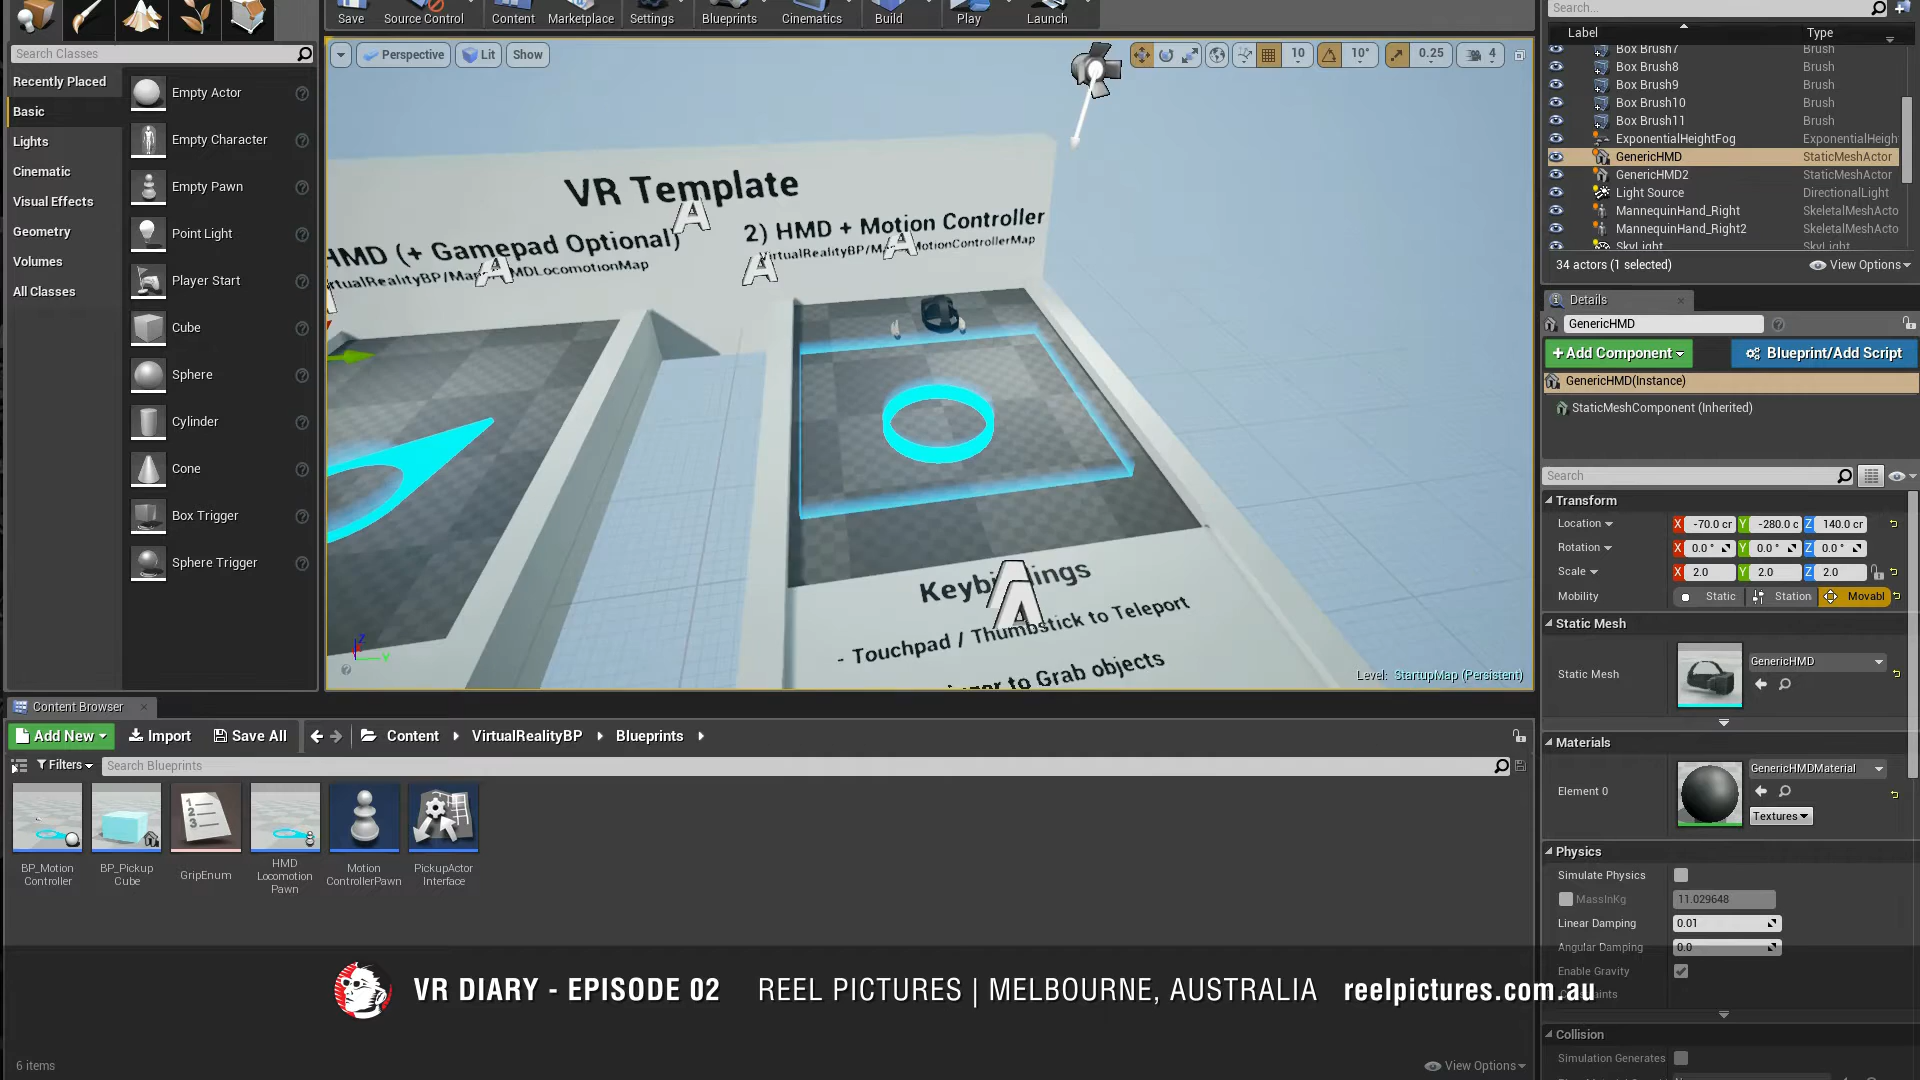 Save
Source Control
Content
Marketplace
Settings
Blueprints
Cinematics
Build
Play
Launch
Search Classes
Recently Placed
Basic
Lights
Cinematic
Visual Effects
Geometry
Volumes
All Classes
Empty Actor
Empty Character
Empty Pawn
Point Light
Player Start
Cube
Sphere
Cylinder
Cone
Box Trigger
Sphere Trigger
Perspective
Lit
Show
10
10°
0.25
4
VR Template
HMD (+ Gamepad Optional)
2) HMD + Motion Controller
MotionControllerMap
Keybindings
- Touchpad / Thumbstick to Teleport
to Grab objects
Level: StartupMap (Persistent)
Search...
Label
Type
Box Brush7 Brush
Box Brush8 Brush
Box Brush9 Brush
Box Brush10 Brush
Box Brush11 Brush
ExponentialHeightFog ExponentialHeigh
GenericHMD StaticMeshActor
GenericHMD2 StaticMeshActor
Light Source DirectionalLight
MannequinHand_Right SkeletalMeshActo
MannequinHand_Right2 SkeletalMeshActo
SkyLight SkyLight
34 actors (1 selected)
View Options
Details
GenericHMD
+Add Component
Blueprint/Add Script
GenericHMD(Instance)
StaticMeshComponent (Inherited)
Search
Transform
Location X -70.0 cr Y -280.0 c Z 140.0 cr
Rotation X 0.0 ° Y 0.0 ° Z 0.0 °
Scale X 2.0 Y 2.0 Z 2.0
Mobility Static Station Movabl
Static Mesh
Static Mesh
GenericHMD
Materials
Element 0
GenericHMDMaterial
Textures
Physics
Simulate Physics
MassInKg 11.029648
Linear Damping 0.01
Angular Damping 0.0
Enable Gravity
Collision
Simulation Generates
Content Browser
Add New
Import
Save All
Content
VirtualRealityBP
Blueprints
Filters
Search Blueprints
BP_Motion
Controller
BP_Pickup
Cube
GripEnum
HMD
Locomotion
Pawn
Motion
ControllerPawn
PickupActor
Interface
VR DIARY - EPISODE 02
REEL PICTURES | MELBOURNE, AUSTRALIA
reelpictures.com.au
6 items
View Options